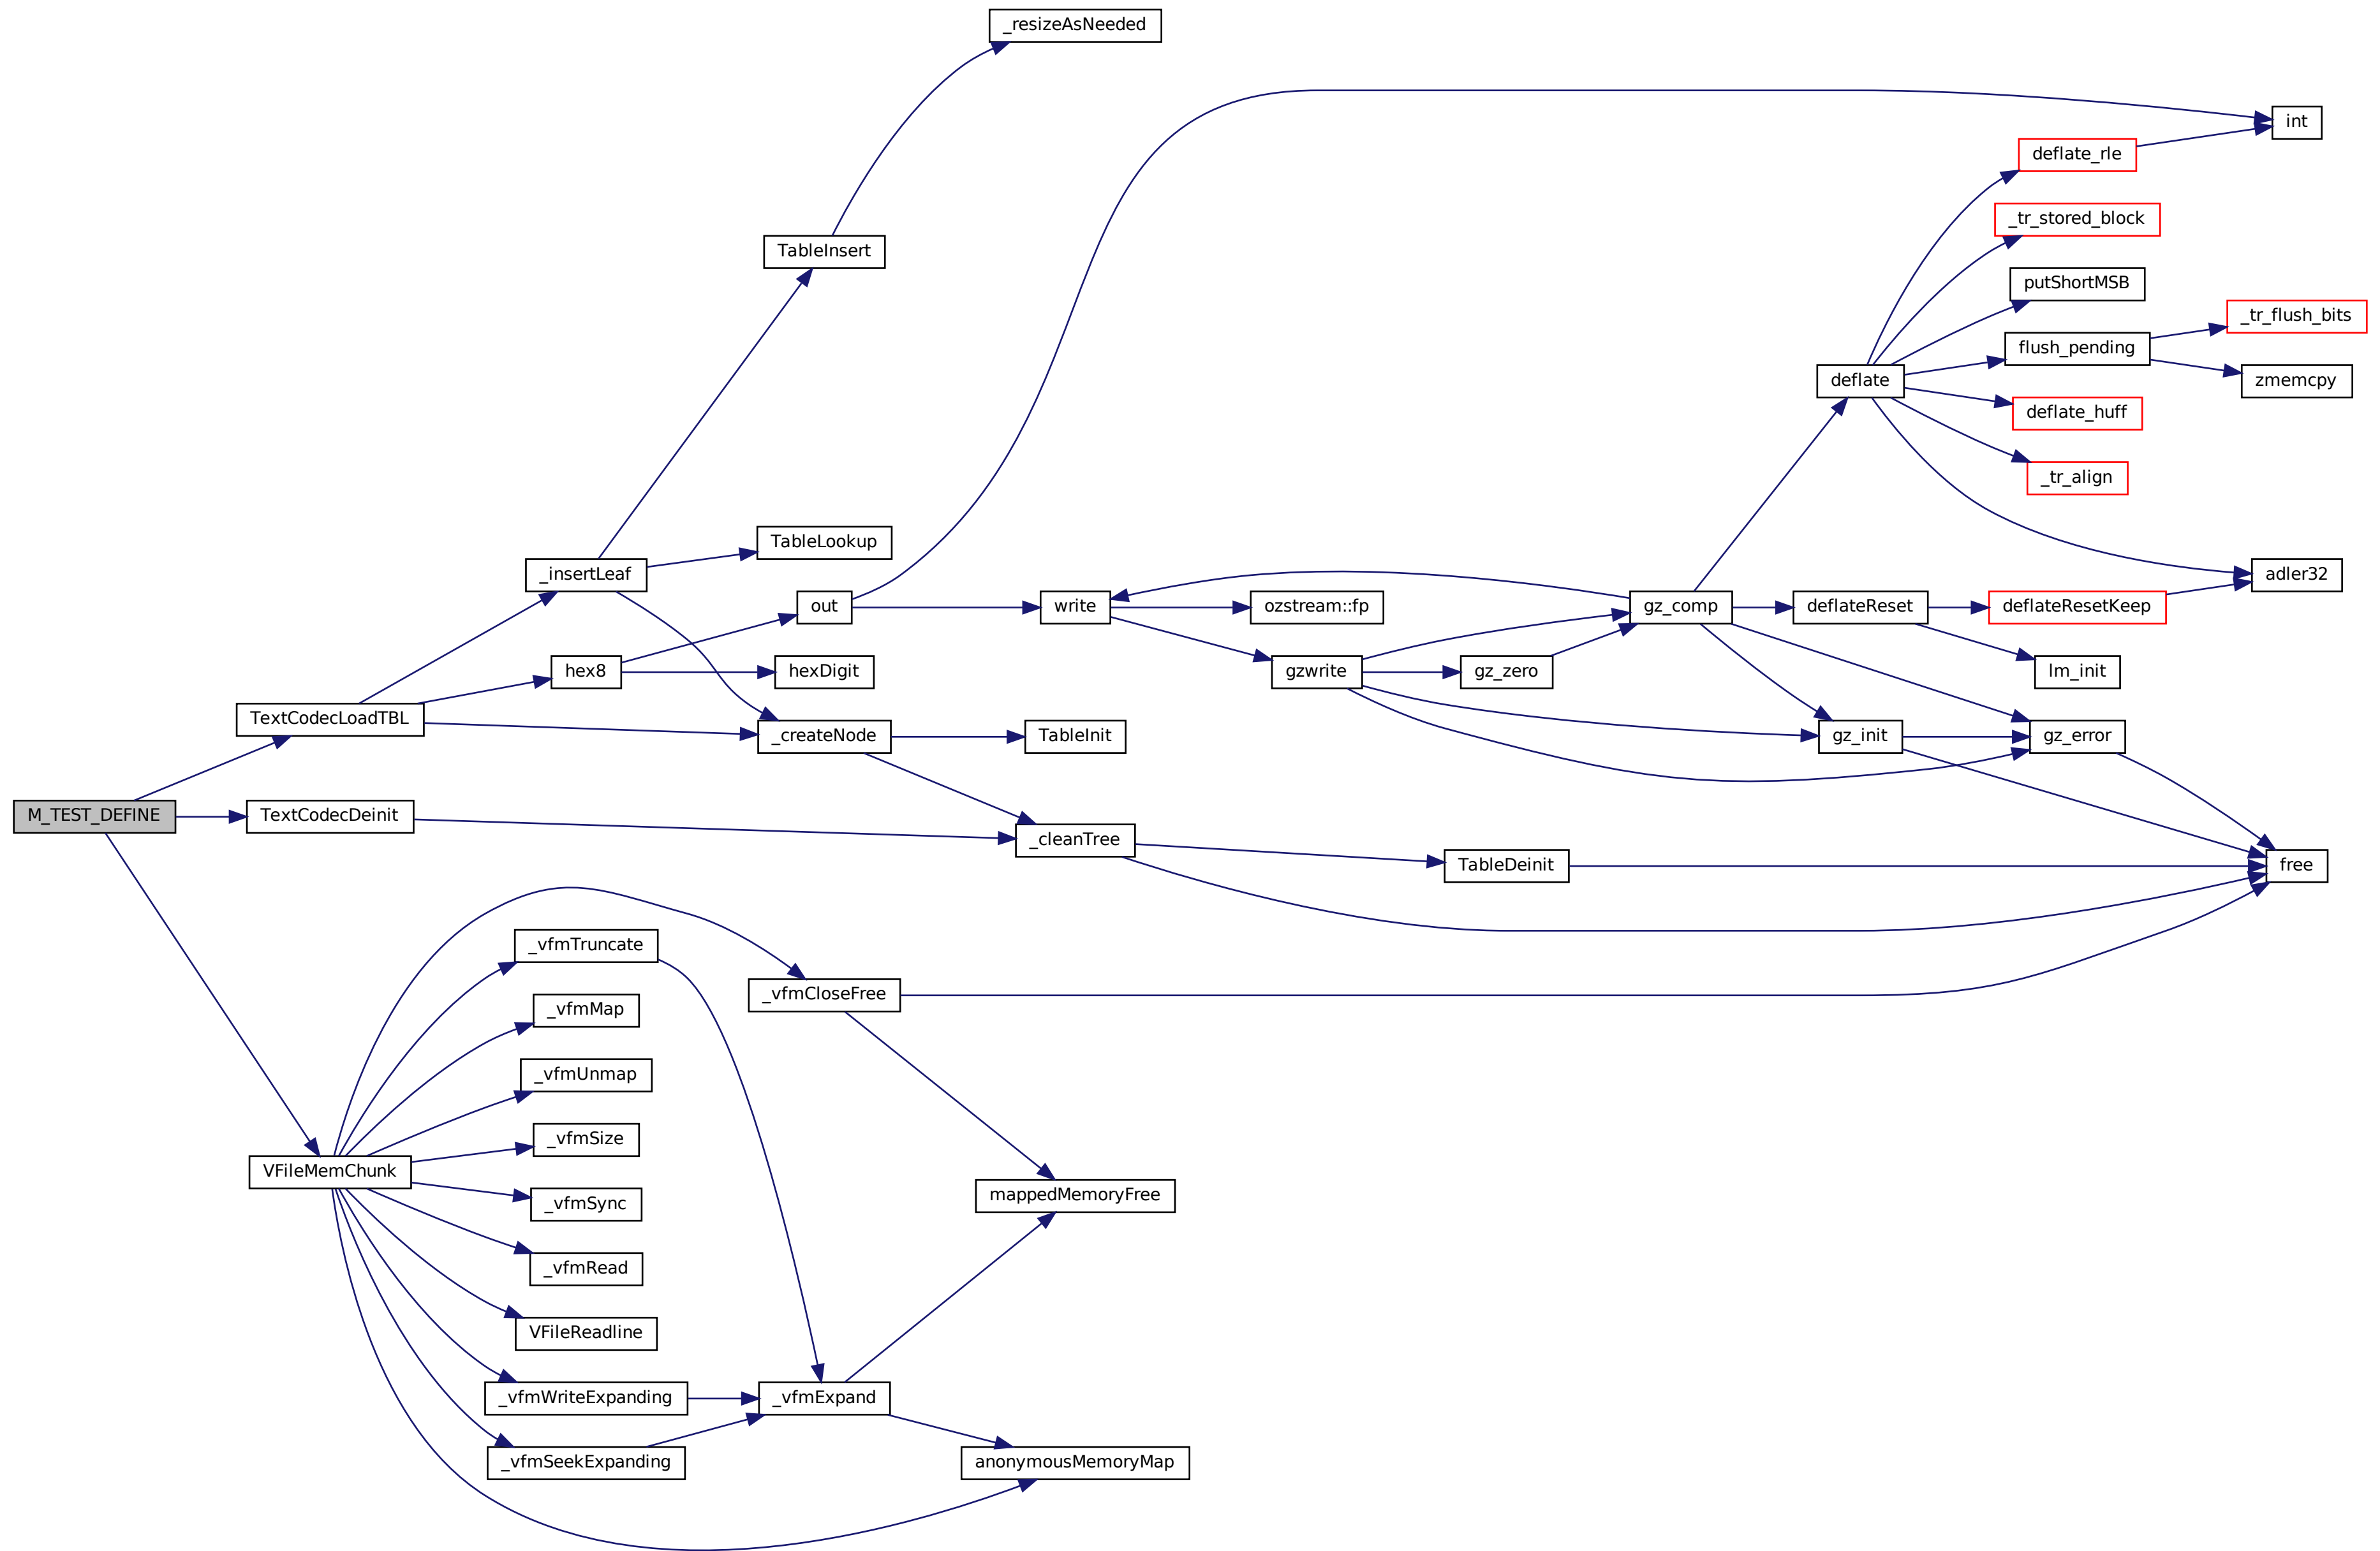 _resizeAsNeeded
int
deflate_rle
_tr_stored_block
TableInsert
putShortMSB
_tr_flush_bits
flush_pending
deflate
zmemcpy
deflate_huff
_tr_align
TableLookup
_insertLeaf
adler32
out
write
ozstream::fp
gz_comp
deflateReset
deflateResetKeep
hex8
hexDigit
gzwrite
gz_zero
lm_init
TextCodecLoadTBL
_createNode
TableInit
gz_init
gz_error
M_TEST_DEFINE
TextCodecDeinit
_cleanTree
TableDeinit
free
_vfmTruncate
_vfmCloseFree
_vfmMap
_vfmUnmap
_vfmSize
VFileMemChunk
mappedMemoryFree
_vfmSync
_vfmRead
VFileReadline
_vfmWriteExpanding
_vfmExpand
_vfmSeekExpanding
anonymousMemoryMap